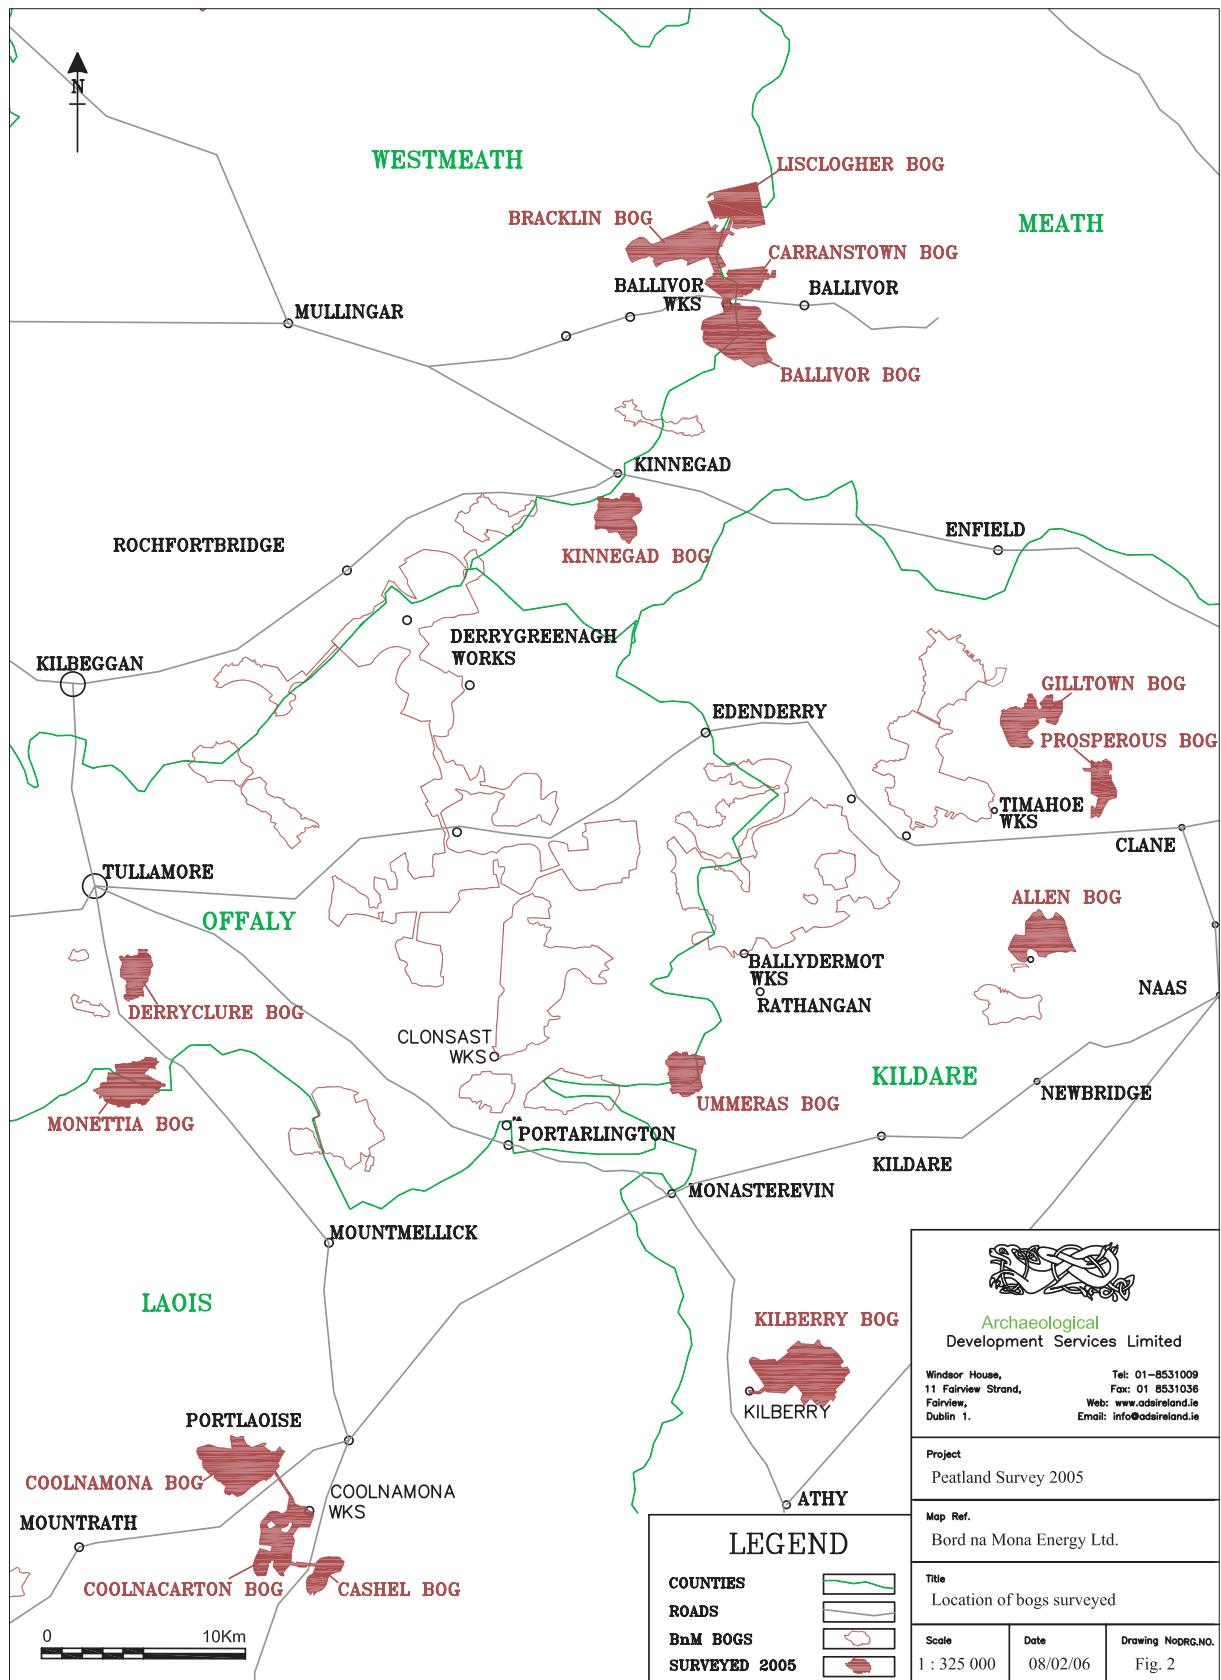 N
WESTMEATH
LISCLOGHER BOG
BRACKLIN BOG
MEATH
CARRANSTOWN BOG
BALLIVOR
WKS
BALLIVOR
MULLINGAR
BALLIVOR BOG
KINNEGAD
ENFIELD
ROCHFORTBRIDGE
KINNEGAD BOG
DERRYGREENAGH
WORKS
KILBEGGAN
GILLTOWN BOG
EDENDERRY
PROSPEROUS BOG
TIMAHOE
WKS
CLANE
TULLAMORE
ALLEN BOG
OFFALY
BALLYDERMOT
WKS
NAAS
RATHANGAN
DERRYCLURE BOG
CLONSAST
WKS
KILDARE
NEWBRIDGE
UMMERAS BOG
MONETTIA BOG
PORTARLINGTON
KILDARE
MONASTEREVIN
MOUNTMELLICK
LAOIS
KILBERRY BOG
KILBERRY
PORTLAOISE
COOLNAMONA BOG
COOLNAMONA
WKS
ATHY
MOUNTRATH
COOLNACARTON BOG
CASHEL BOG
0 10Km
LEGEND
COUNTIES
ROADS
BnM BOGS
SURVEYED 2005
Archaeological
Development Services Limited
Windsor House, Tel: 01-8531009
11 Fairview Strand, Fax: 01 8531036
Fairview, Web: www.adsireland.ie
Dublin 1. Email: info@adsireland.ie
Project
Peatland Survey 2005
Map Ref.
Bord na Mona Energy Ltd.
Title
Location of bogs surveyed
Scale Date Drawing NoDRG.NO.
1 : 325 000 08/02/06 Fig. 2